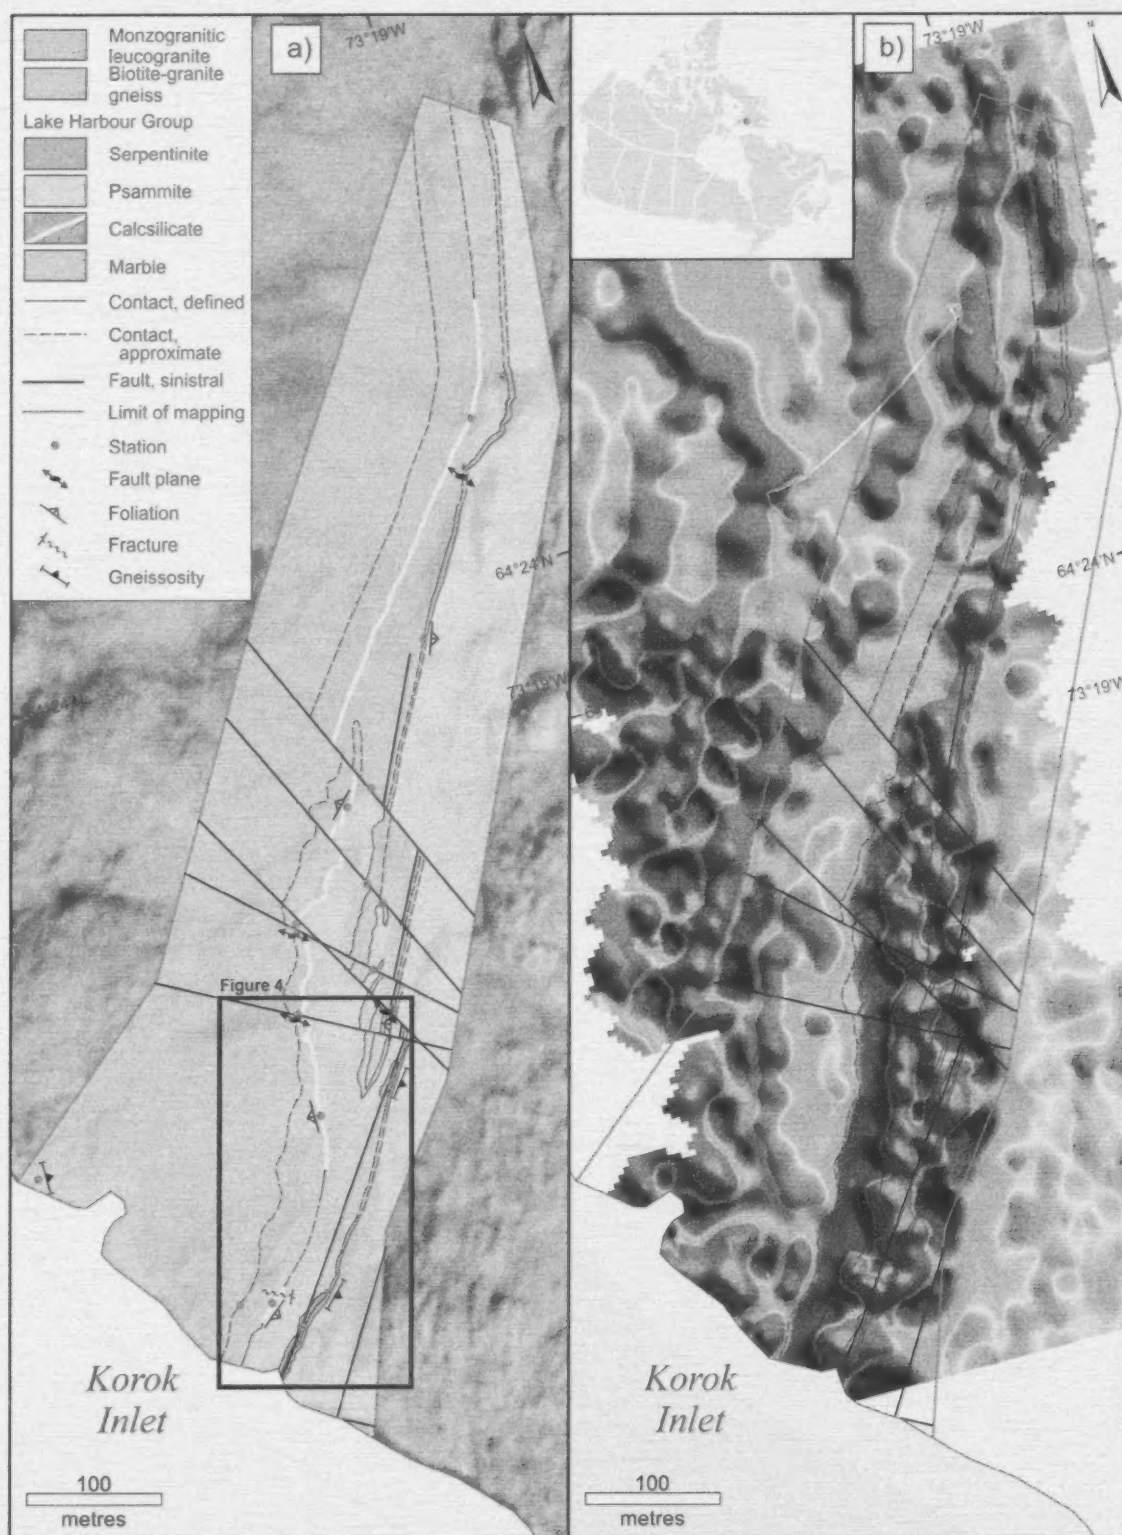 Monzogranitic
leucogranite
Biotite-granite
gneiss
Lake Harbour Group
Serpentinite
Psammite
Calcsilicate
Marble
Contact, defined
Contact,
approximate
Fault, sinistral
Limit of mapping
Station
Fault plane
Foliation
Fracture
Gneissosity
a)
73°19'W
64°24'N
73°19'W
Figure 4
Korok
Inlet
100
metres
b)
73°19'W
64°24'N
73°19'W
Korok
Inlet
100
metres